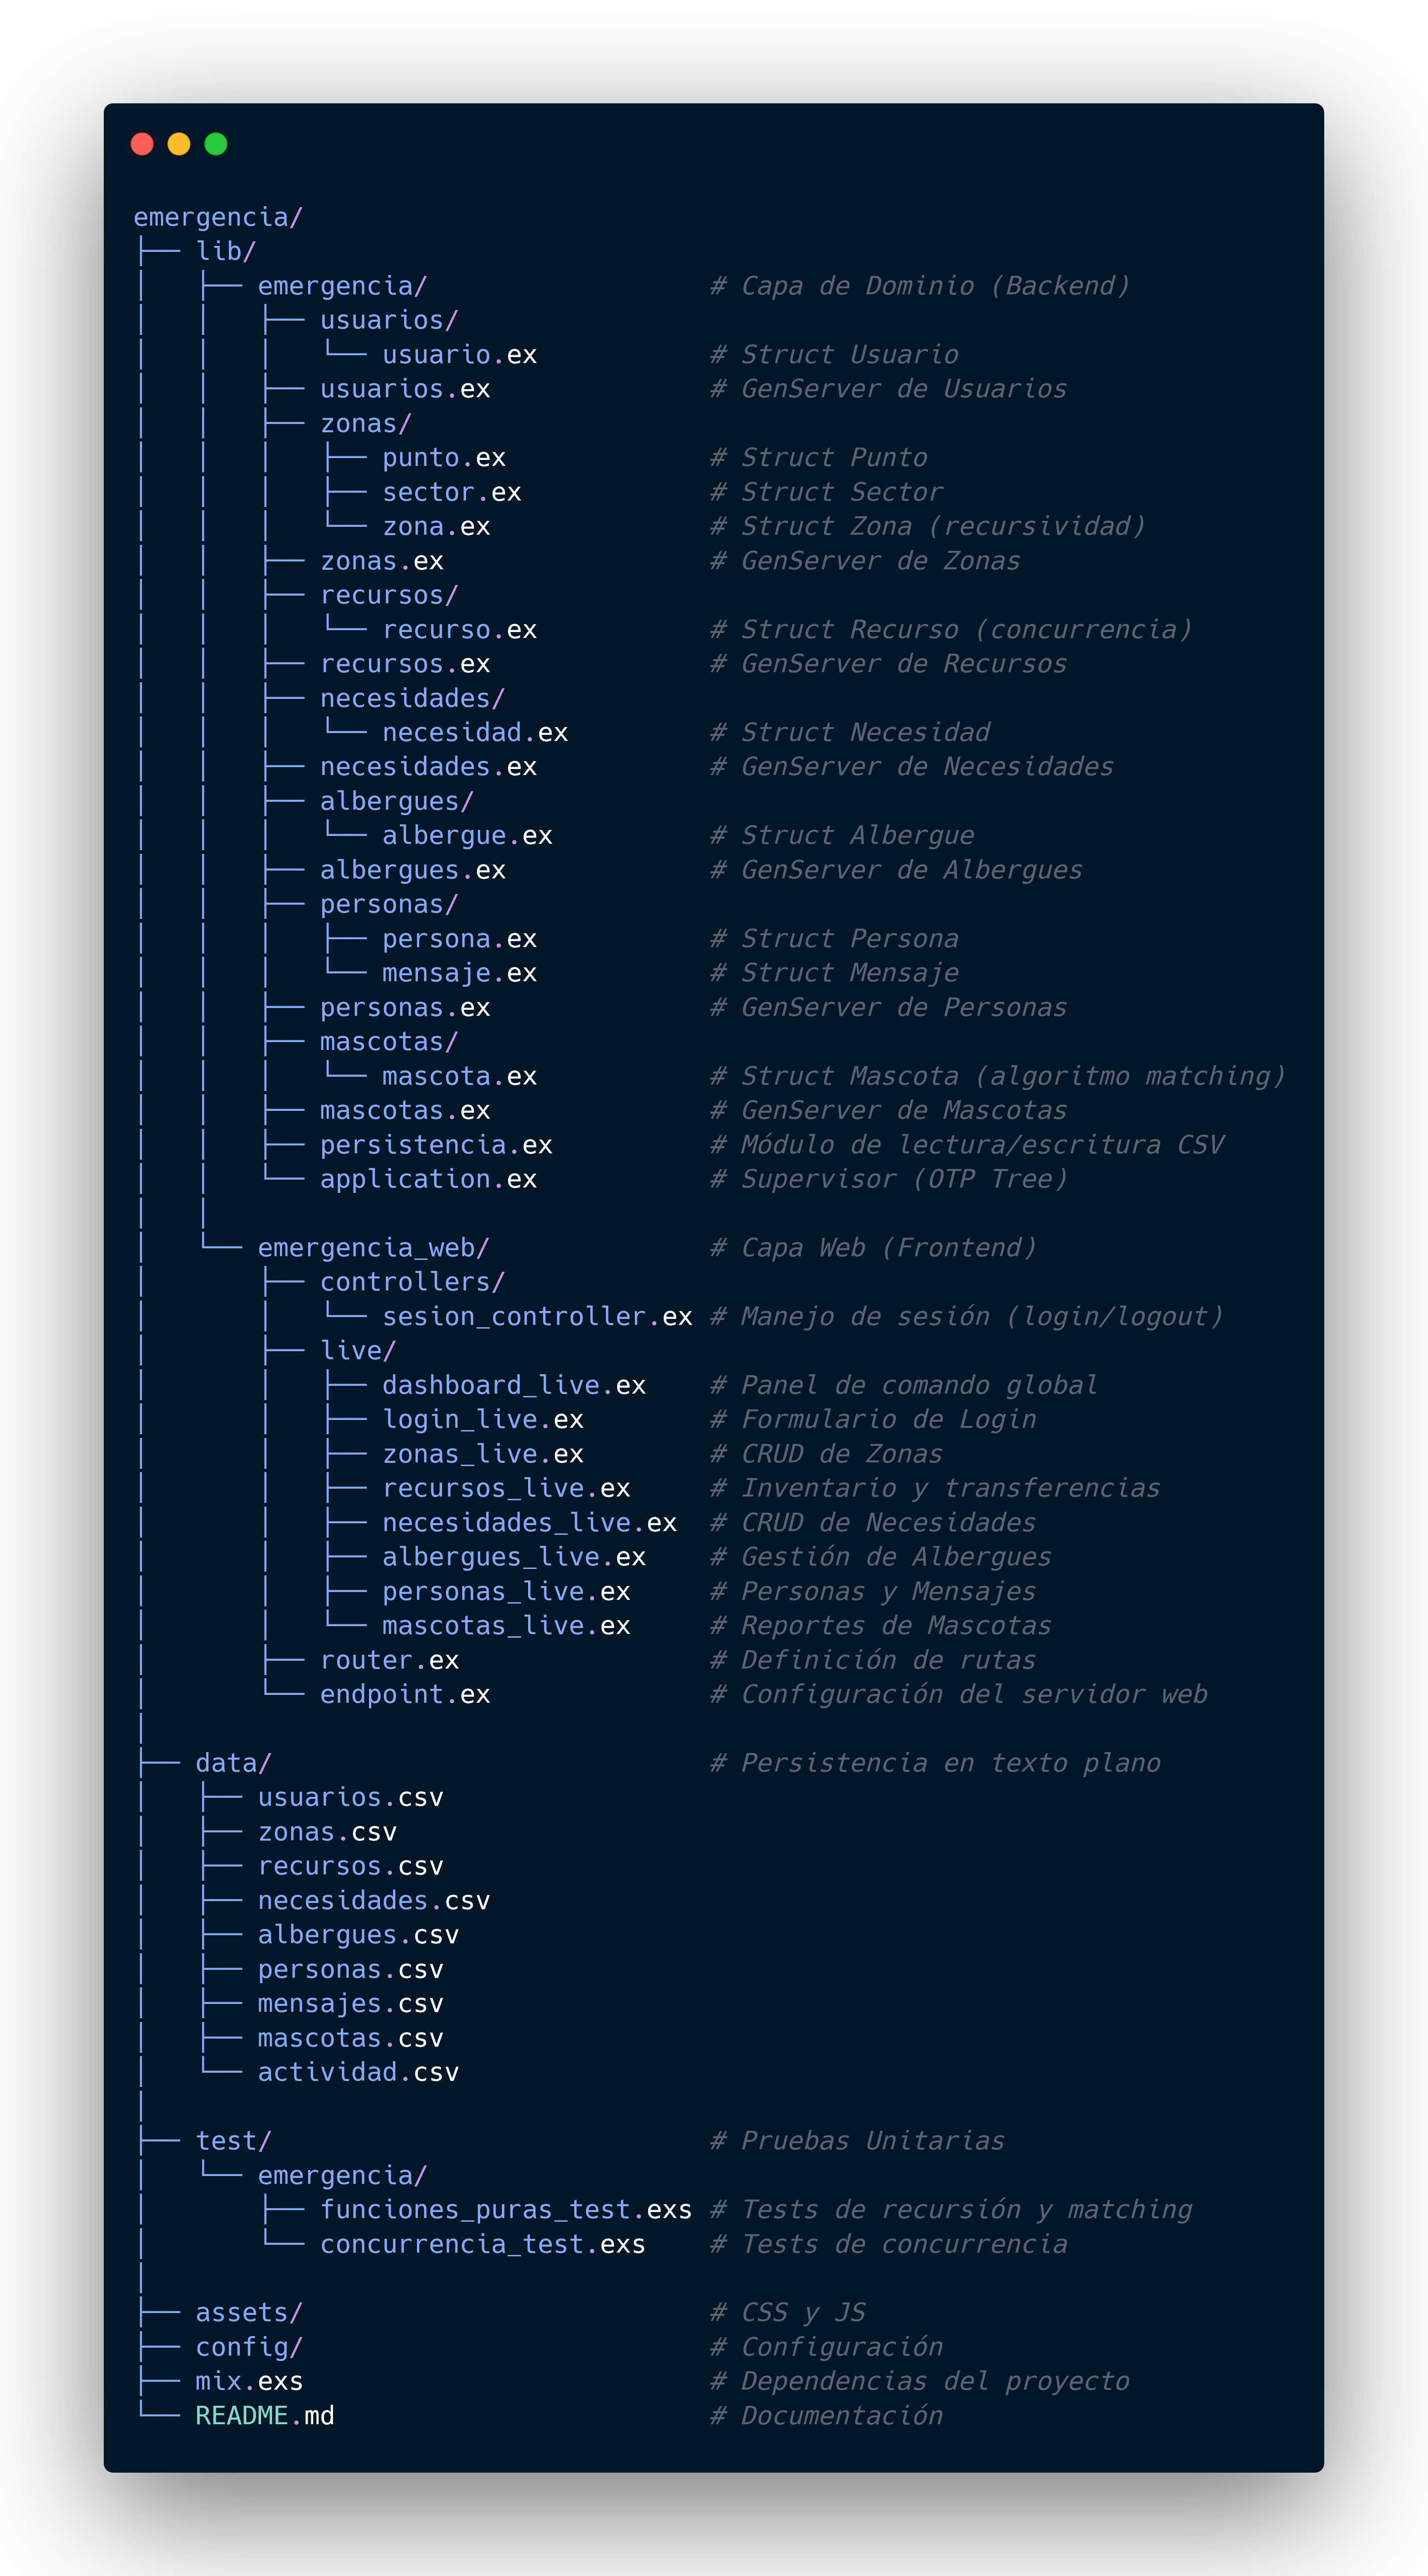 emergencia/
├── lib/
│   ├── emergencia/                  # Capa de Dominio (Backend)
│   │   ├── usuarios/
│   │   │   └── usuario.ex           # Struct Usuario
│   │   ├── usuarios.ex              # GenServer de Usuarios
│   │   ├── zonas/
│   │   │   ├── punto.ex             # Struct Punto
│   │   │   ├── sector.ex            # Struct Sector
│   │   │   └── zona.ex              # Struct Zona (recursividad)
│   │   ├── zonas.ex                 # GenServer de Zonas
│   │   ├── recursos/
│   │   │   └── recurso.ex           # Struct Recurso (concurrencia)
│   │   ├── recursos.ex              # GenServer de Recursos
│   │   ├── necesidades/
│   │   │   └── necesidad.ex         # Struct Necesidad
│   │   ├── necesidades.ex           # GenServer de Necesidades
│   │   ├── albergues/
│   │   │   └── albergue.ex          # Struct Albergue
│   │   ├── albergues.ex             # GenServer de Albergues
│   │   ├── personas/
│   │   │   ├── persona.ex           # Struct Persona
│   │   │   └── mensaje.ex           # Struct Mensaje
│   │   ├── personas.ex              # GenServer de Personas
│   │   ├── mascotas/
│   │   │   └── mascota.ex           # Struct Mascota (algoritmo matching)
│   │   ├── mascotas.ex              # GenServer de Mascotas
│   │   ├── persistencia.ex          # Módulo de lectura/escritura CSV
│   │   └── application.ex           # Supervisor (OTP Tree)
│   │
│   └── emergencia_web/              # Capa Web (Frontend)
│       ├── controllers/
│       │   └── sesion_controller.ex # Manejo de sesión (login/logout)
│       ├── live/
│       │   ├── dashboard_live.ex    # Panel de comando global
│       │   ├── login_live.ex        # Formulario de Login
│       │   ├── zonas_live.ex        # CRUD de Zonas
│       │   ├── recursos_live.ex     # Inventario y transferencias
│       │   ├── necesidades_live.ex  # CRUD de Necesidades
│       │   ├── albergues_live.ex    # Gestión de Albergues
│       │   ├── personas_live.ex     # Personas y Mensajes
│       │   └── mascotas_live.ex     # Reportes de Mascotas
│       ├── router.ex                # Definición de rutas
│       └── endpoint.ex              # Configuración del servidor web
│
├── data/                            # Persistencia en texto plano
│   ├── usuarios.csv
│   ├── zonas.csv
│   ├── recursos.csv
│   ├── necesidades.csv
│   ├── albergues.csv
│   ├── personas.csv
│   ├── mensajes.csv
│   ├── mascotas.csv
│   └── actividad.csv
│
├── test/                            # Pruebas Unitarias
│   └── emergencia/
│       ├── funciones_puras_test.exs # Tests de recursión y matching
│       └── concurrencia_test.exs    # Tests de concurrencia
│
├── assets/                          # CSS y JS
├── config/                          # Configuración
├── mix.exs                          # Dependencias del proyecto
└── README.md                        # Documentación